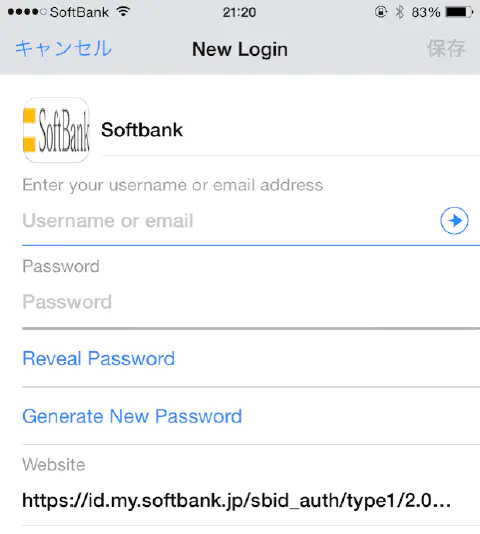 SoftBank 21:20 83%
キャンセル New Login 保存
SoftBank Softbank
Enter your username or email address
Username or email
Password
Password
Reveal Password
Generate New Password
Website
https://id.my.softbank.jp/sbid_auth/type1/2.0...